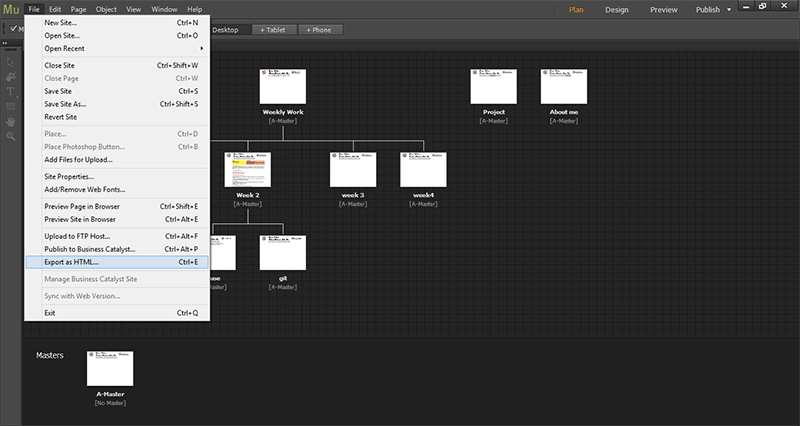 Mu File Edit Page Object View Window Help Plan Design Preview Publish
Desktop + Tablet + Phone
New Site... Ctrl+N
Open Site... Ctrl+O
Open Recent
Close Site Ctrl+Shift+W
Close Page Ctrl+W
Save Site Ctrl+S
Save Site As... Ctrl+Shift+S
Revert Site
Place... Ctrl+D
Place Photoshop Button... Ctrl+B
Add Files for Upload...
Site Properties...
Add/Remove Web Fonts...
Preview Page in Browser Ctrl+Shift+E
Preview Site in Browser Ctrl+Alt+E
Upload to FTP Host... Ctrl+Alt+F
Publish to Business Catalyst... Ctrl+Alt+P
Export as HTML... Ctrl+E
Manage Business Catalyst Site
Sync with Web Version...
Exit Ctrl+Q
Weekly Work
[A-Master]
Project
[A-Master]
About me
[A-Master]
Week 2
[A-Master]
week 3
[A-Master]
week4
[A-Master]
use
git
[A-Master]
Masters
A-Master
[No Master]